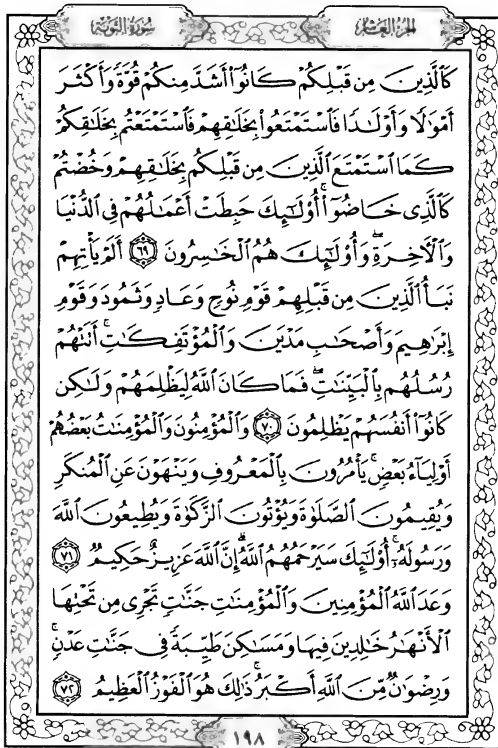 الجزء العاشر
سورة التوبة
كَالَّذِينَ مِن قَبْلِكُمْ كَانُوٓا۟ أَشَدَّ مِنكُمْ قُوَّةً وَأَكْثَرَ
أَمْوَٰلًا وَأَوْلَٰدًا فَٱسْتَمْتَعُوا۟ بِخَلَٰقِهِمْ فَٱسْتَمْتَعْتُم بِخَلَٰقِكُمْ
كَمَا ٱسْتَمْتَعَ ٱلَّذِينَ مِن قَبْلِكُم بِخَلَٰقِهِمْ وَخُضْتُمْ
كَٱلَّذِى خَاضُوٓا۟ ۚ أُو۟لَٰٓئِكَ حَبِطَتْ أَعْمَٰلُهُمْ فِى ٱلدُّنْيَا
وَٱلْءَاخِرَةِ ۖ وَأُو۟لَٰٓئِكَ هُمُ ٱلْخَٰسِرُونَ ٦٩ أَلَمْ يَأْتِهِمْ
نَبَأُ ٱلَّذِينَ مِن قَبْلِهِمْ قَوْمِ نُوحٍ وَعَادٍ وَثَمُودَ وَقَوْمِ
إِبْرَٰهِيمَ وَأَصْحَٰبِ مَدْيَنَ وَٱلْمُؤْتَفِكَٰتِ ۚ أَتَتْهُمْ
رُسُلُهُم بِٱلْبَيِّنَٰتِ ۖ فَمَا كَانَ ٱللَّهُ لِيَظْلِمَهُمْ وَلَٰكِن
كَانُوٓا۟ أَنفُسَهُمْ يَظْلِمُونَ ٧٠ وَٱلْمُؤْمِنُونَ وَٱلْمُؤْمِنَٰتُ بَعْضُهُمْ
أَوْلِيَآءُ بَعْضٍ ۚ يَأْمُرُونَ بِٱلْمَعْرُوفِ وَيَنْهَوْنَ عَنِ ٱلْمُنكَرِ
وَيُقِيمُونَ ٱلصَّلَوٰةَ وَيُؤْتُونَ ٱلزَّكَوٰةَ وَيُطِيعُونَ ٱللَّهَ
وَرَسُولَهُۥٓ ۚ أُو۟لَٰٓئِكَ سَيَرْحَمُهُمُ ٱللَّهُ ۗ إِنَّ ٱللَّهَ عَزِيزٌ حَكِيمٌ ٧١
وَعَدَ ٱللَّهُ ٱلْمُؤْمِنِينَ وَٱلْمُؤْمِنَٰتِ جَنَّٰتٍ تَجْرِى مِن تَحْتِهَا
ٱلْأَنْهَٰرُ خَٰلِدِينَ فِيهَا وَمَسَٰكِنَ طَيِّبَةً فِى جَنَّٰتِ عَدْنٍ ۚ
وَرِضْوَٰنٌ مِّنَ ٱللَّهِ أَكْبَرُ ۚ ذَٰلِكَ هُوَ ٱلْفَوْزُ ٱلْعَظِيمُ ٧٢
١٩٨